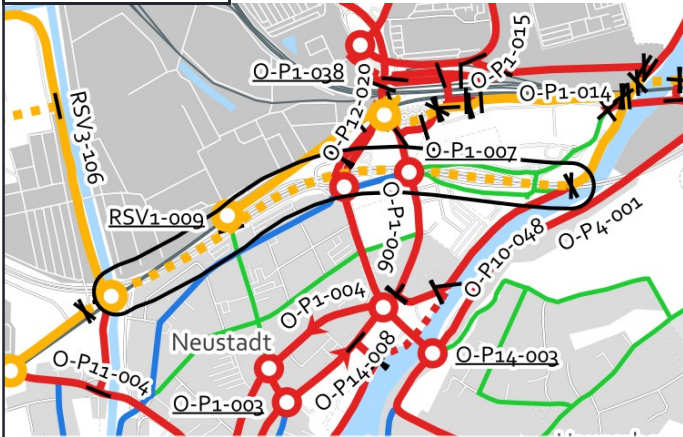 O-P1-015
O-P1-038
O-P12-020
O-P1-014
RSV3-106
O-P1-007
RSV1-009
O-P1-006
O-P4-001
O-P10-048
O-P1-004
Neustadt
O-P14-008
O-P14-003
O-P11-004
O-P1-003